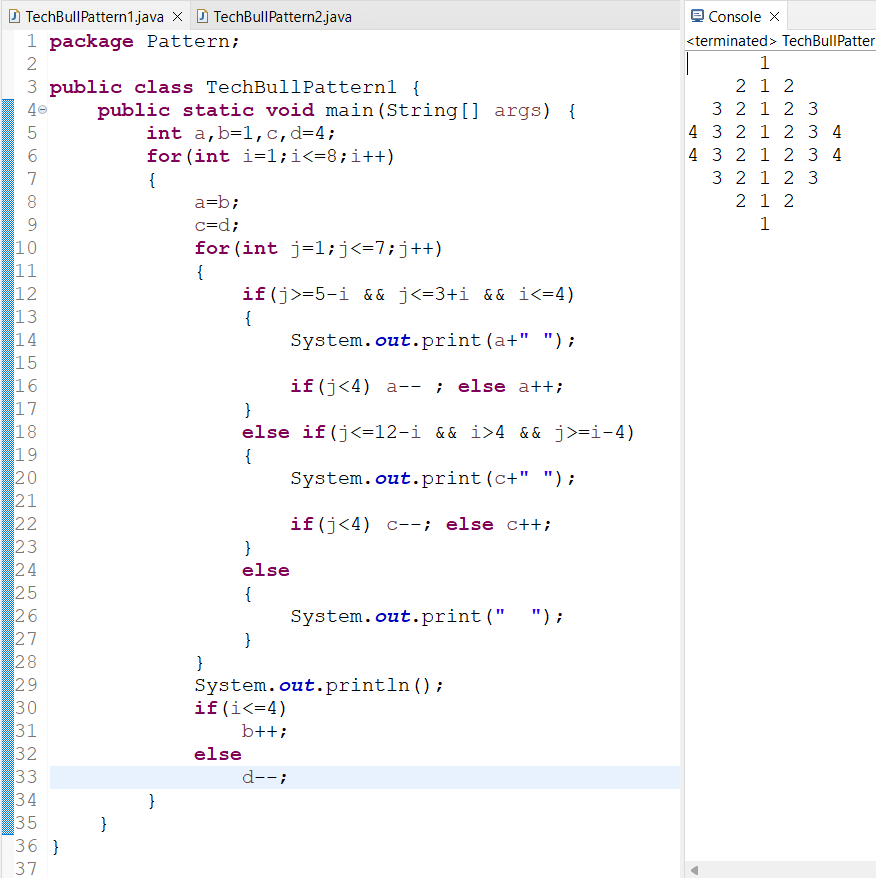 TechBullPattern1.java TechBullPattern2.java
1 package Pattern;
2
3 public class TechBullPattern1 {
4 public static void main(String[] args) {
5 int a,b=1,c,d=4;
6 for(int i=1;i<=8;i++)
7 {
8 a=b;
9 c=d;
10 for(int j=1;j<=7;j++)
11 {
12 if(j>=5-i && j<=3+i && i<=4)
13 {
14 System.out.print(a+" ");
15
16 if(j<4) a-- ; else a++;
17 }
18 else if(j<=12-i && i>4 && j>=i-4)
19 {
20 System.out.print(c+" ");
21
22 if(j<4) c--; else c++;
23 }
24 else
25 {
26 System.out.print("  ");
27 }
28 }
29 System.out.println();
30 if(i<=4)
31 b++;
32 else
33 d--;
34 }
35 }
36 }
37
Console
<terminated> TechBullPatter
1
2 1 2
3 2 1 2 3
4 3 2 1 2 3 4
4 3 2 1 2 3 4
3 2 1 2 3
2 1 2
1